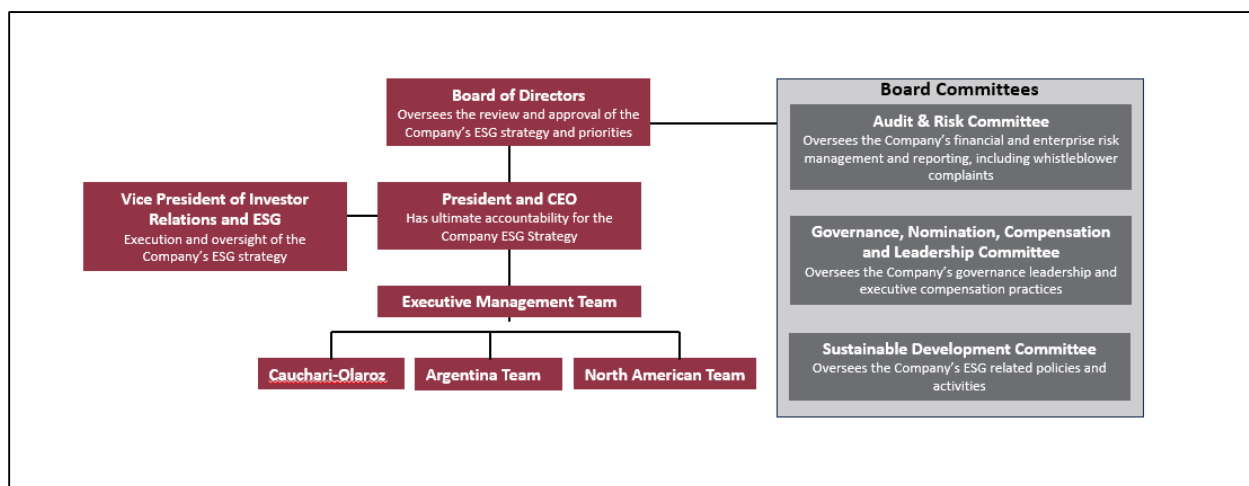 Board of Directors
Oversees the review and approval of the
Company's ESG strategy and priorities
Vice President of Investor
Relations and ESG
Execution and oversight of the
Company's ESG strategy
President and CEO
Has ultimate accountability for the
Company ESG Strategy
Executive Management Team
Cauchari-Olaroz
Argentina Team
North American Team
Board Committees
Audit & Risk Committee
Oversees the Company's financial and enterprise risk
management and reporting, including whistleblower
complaints
Governance, Nomination, Compensation
and Leadership Committee
Oversees the Company's governance leadership and
executive compensation practices
Sustainable Development Committee
Oversees the Company's ESG related policies and
activities